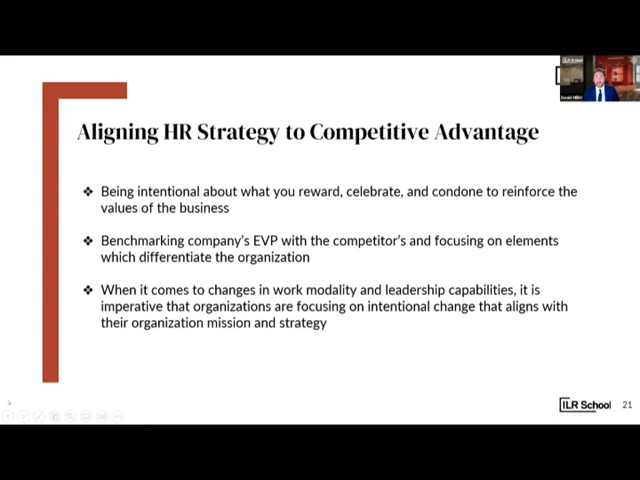 Aligning HR Strategy to Competitive Advantage
❖ Being intentional about what you reward, celebrate, and condone to reinforce the
values of the business
❖ Benchmarking company's EVP with the competitor's and focusing on elements
which differentiate the organization
❖ When it comes to changes in work modality and leadership capabilities, it is
imperative that organizations are focusing on intentional change that aligns with
their organization mission and strategy
ILR School
21